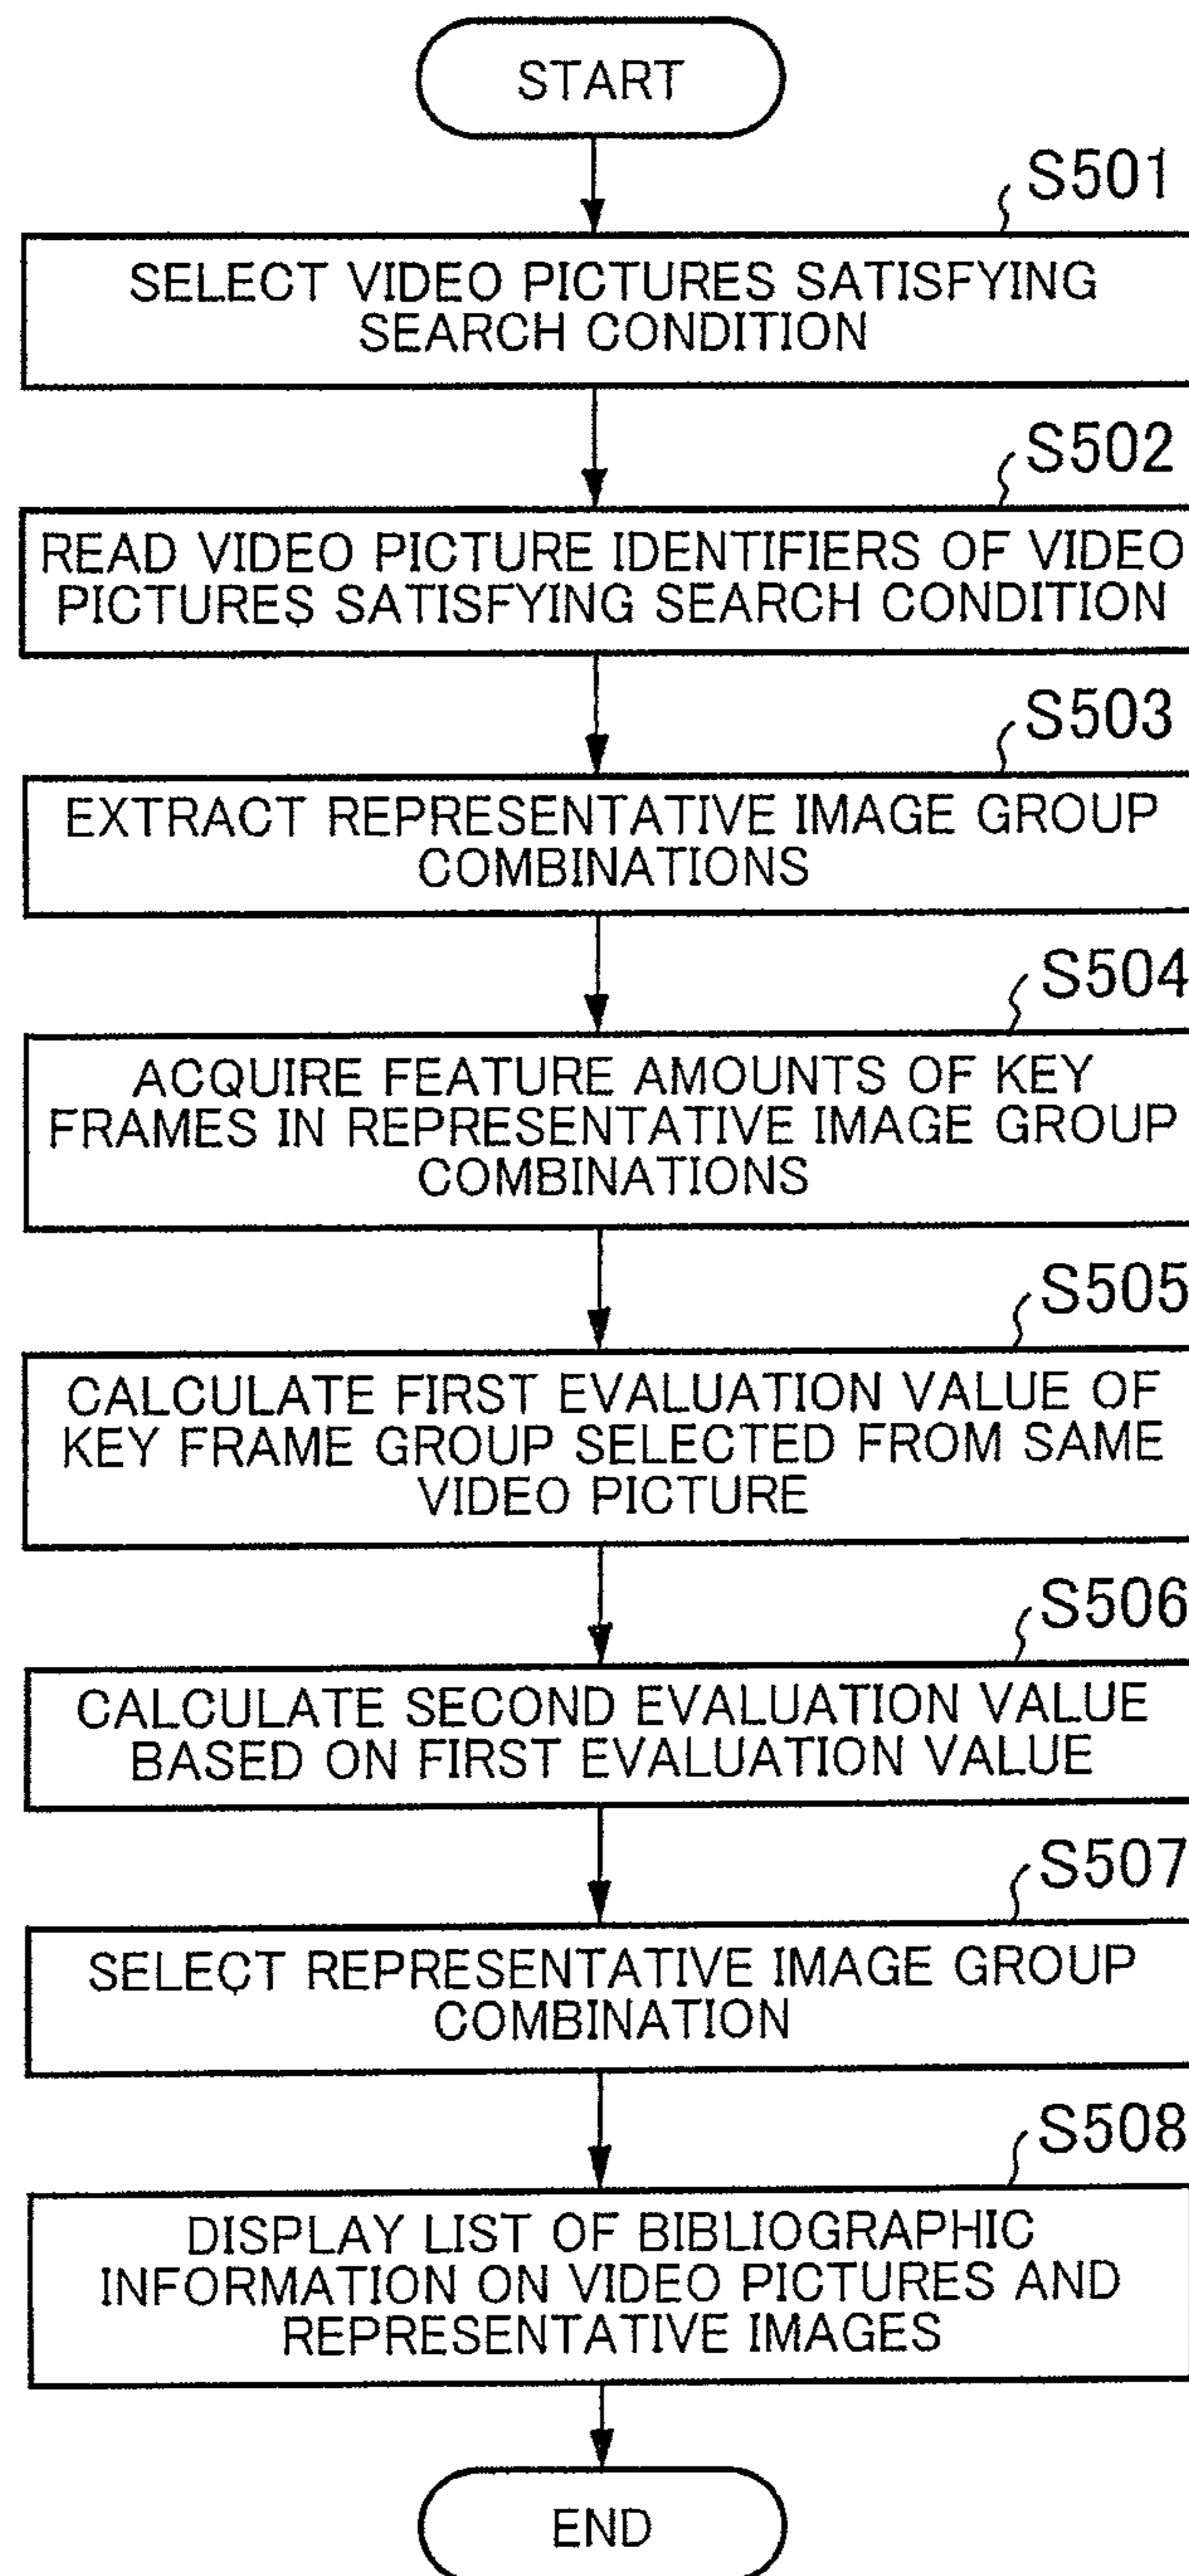 START
S501
SELECT VIDEO PICTURES SATISFYING
SEARCH CONDITION
S502
READ VIDEO PICTURE IDENTIFIERS OF VIDEO
PICTURES SATISFYING SEARCH CONDITION
S503
EXTRACT REPRESENTATIVE IMAGE GROUP
COMBINATIONS
S504
ACQUIRE FEATURE AMOUNTS OF KEY
FRAMES IN REPRESENTATIVE IMAGE GROUP
COMBINATIONS
S505
CALCULATE FIRST EVALUATION VALUE OF
KEY FRAME GROUP SELECTED FROM SAME
VIDEO PICTURE
S506
CALCULATE SECOND EVALUATION VALUE
BASED ON FIRST EVALUATION VALUE
S507
SELECT REPRESENTATIVE IMAGE GROUP
COMBINATION
S508
DISPLAY LIST OF BIBLIOGRAPHIC
INFORMATION ON VIDEO PICTURES AND
REPRESENTATIVE IMAGES
END